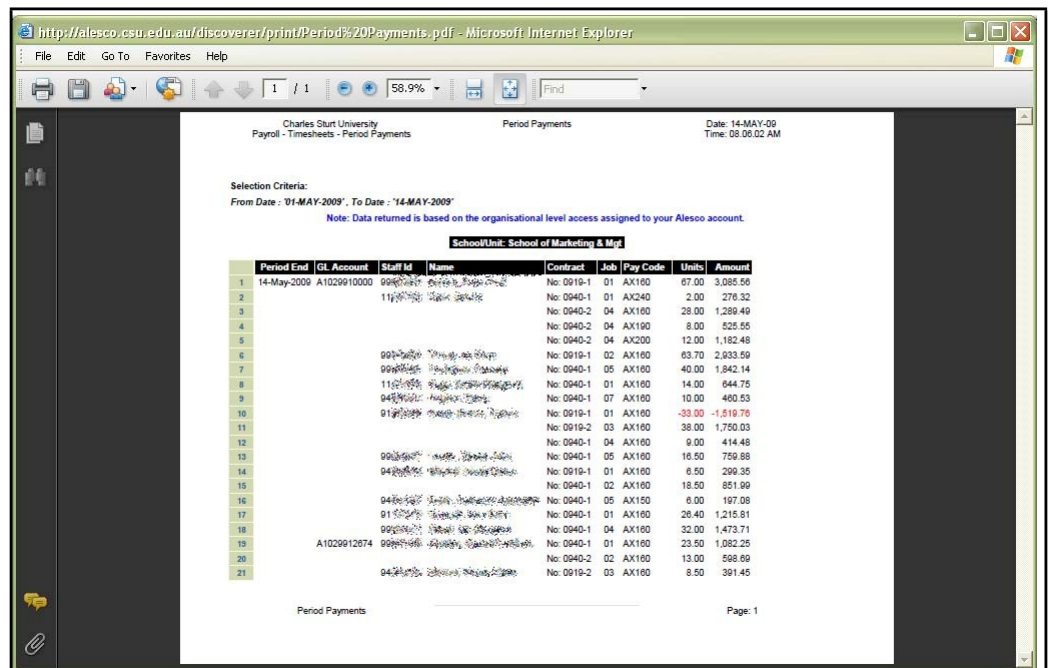 http://alesco.csu.edu.au/discoverer/print/Period%20Payments.pdf - Microsoft Internet Explorer
File Edit Go To Favorites Help
1 / 1 58.9% Find
Charles Sturt University Period Payments Date: 14-MAY-09
Payroll - Timesheets - Period Payments Time: 08.06.02 AM
Selection Criteria:
From Date : '01-MAY-2009' , To Date : '14-MAY-2009'
Note: Data returned is based on the organisational level access assigned to your Alesco account.
School/Unit: School of Marketing & Mgt
Period End GL Account Staff Id Name Contract Job Pay Code Units Amount
1 14-May-2009 A1029910000 No: 0919-1 01 AX160 67.00 3,085.56
2 No: 0940-1 01 AX240 2.00 276.32
3 No: 0940-2 04 AX160 28.00 1,289.49
4 No: 0940-2 04 AX190 8.00 525.55
5 No: 0940-2 04 AX200 12.00 1,182.48
6 No: 0919-1 02 AX160 63.70 2,933.59
7 No: 0919-1 05 AX160 40.00 1,842.14
8 No: 0940-1 01 AX160 14.00 644.75
9 No: 0940-1 07 AX160 10.00 460.53
10 No: 0919-1 01 AX160 -33.00 -1,519.76
11 No: 0919-2 03 AX160 38.00 1,750.03
12 No: 0940-1 04 AX160 9.00 414.48
13 No: 0940-1 05 AX160 16.50 759.88
14 No: 0919-1 01 AX160 6.50 299.35
15 No: 0940-1 02 AX160 18.50 851.99
16 No: 0940-1 05 AX150 6.00 197.08
17 No: 0940-1 01 AX160 26.40 1,215.81
18 No: 0940-1 04 AX160 32.00 1,473.71
19 A1029912674 No: 0940-1 01 AX160 23.50 1,082.25
20 No: 0940-2 02 AX160 13.00 598.69
21 No: 0919-2 03 AX160 8.50 391.45
Period Payments Page: 1